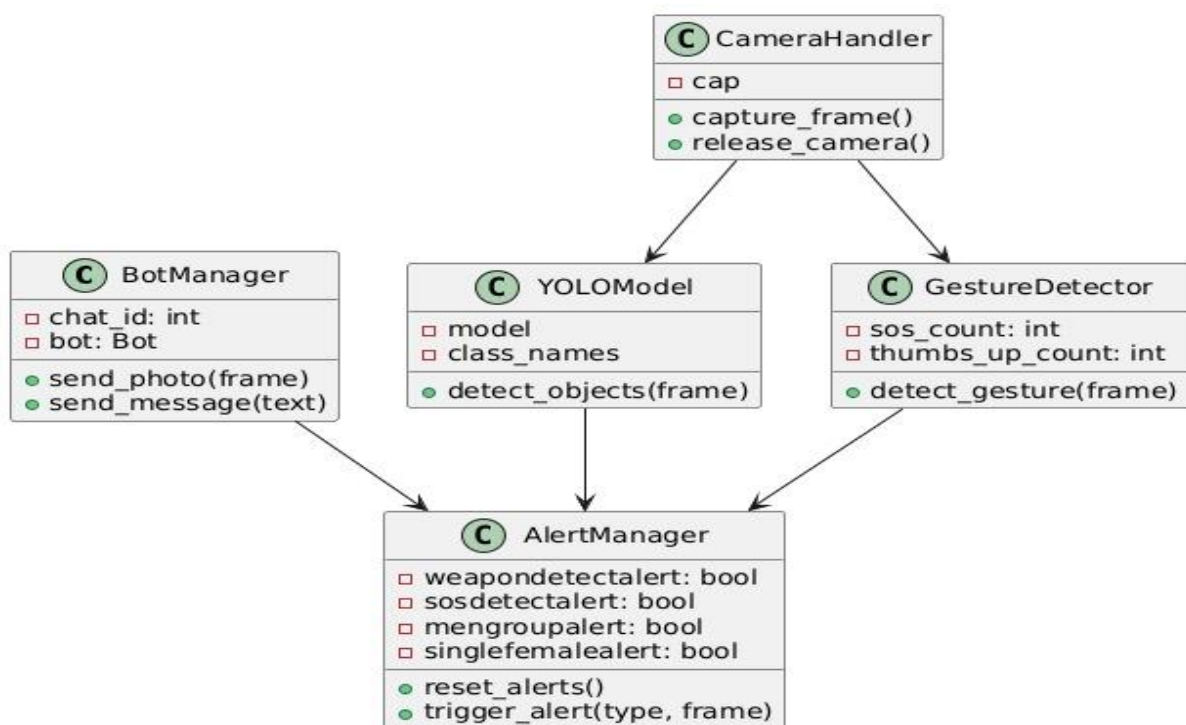 C CameraHandler
cap
capture_frame()
release_camera()
C BotManager
chat_id: int
bot: Bot
send_photo(frame)
send_message(text)
C YOLOModel
model
class_names
detect_objects(frame)
C GestureDetector
sos_count: int
thumbs_up_count: int
detect_gesture(frame)
C AlertManager
weapondetectalert: bool
sosdetectalert: bool
mengroupalert: bool
singlefemalealert: bool
reset_alerts()
trigger_alert(type, frame)